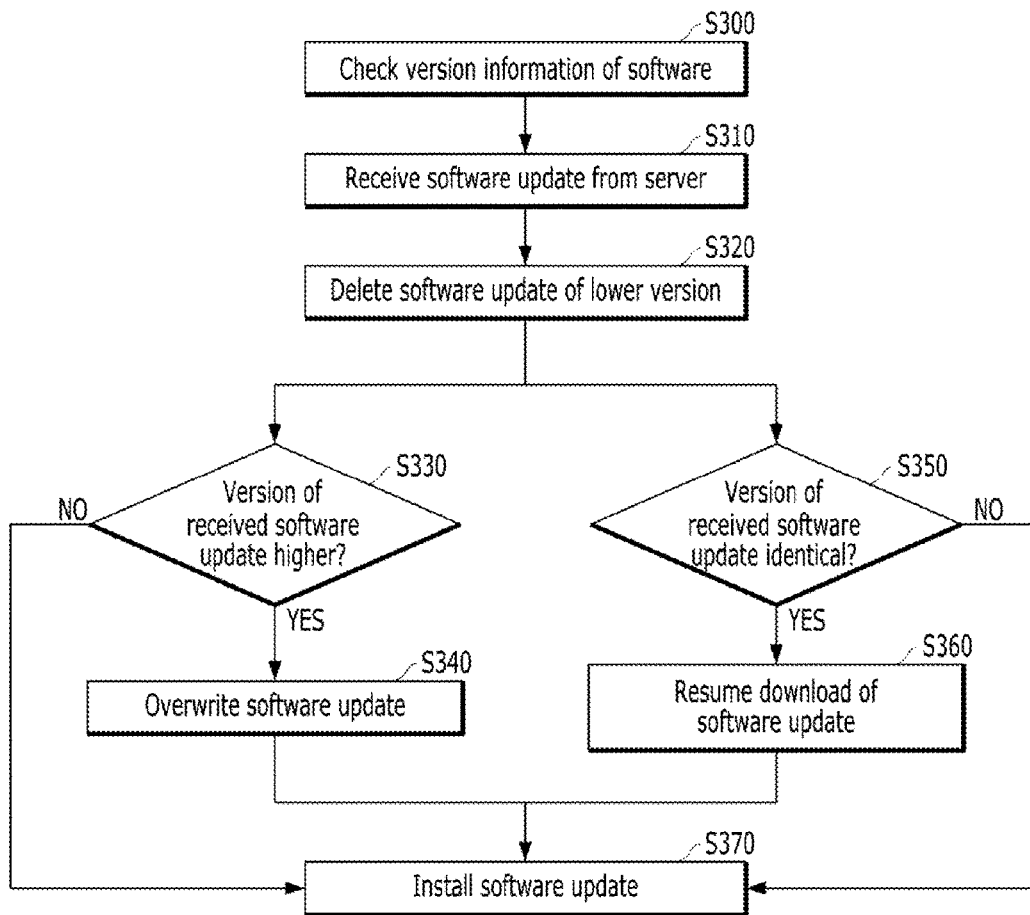 S300
Check version information of software
S310
Receive software update from server
S320
Delete software update of lower version
S330
Version of
received software
update higher?
NO
YES
S350
Version of
received software
update identical?
NO
YES
S340
Overwrite software update
S360
Resume download of
software update
S370
Install software update